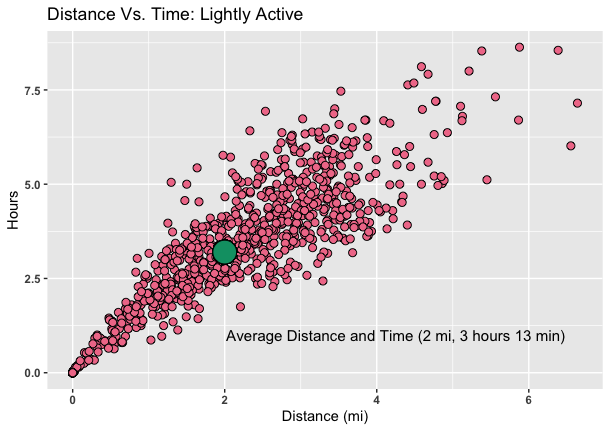 Distance Vs. Time: Lightly Active
7.5
5.0
2.5
0.0
Hours
Average Distance and Time (2 mi, 3 hours 13 min)
0 2 4 6
Distance (mi)